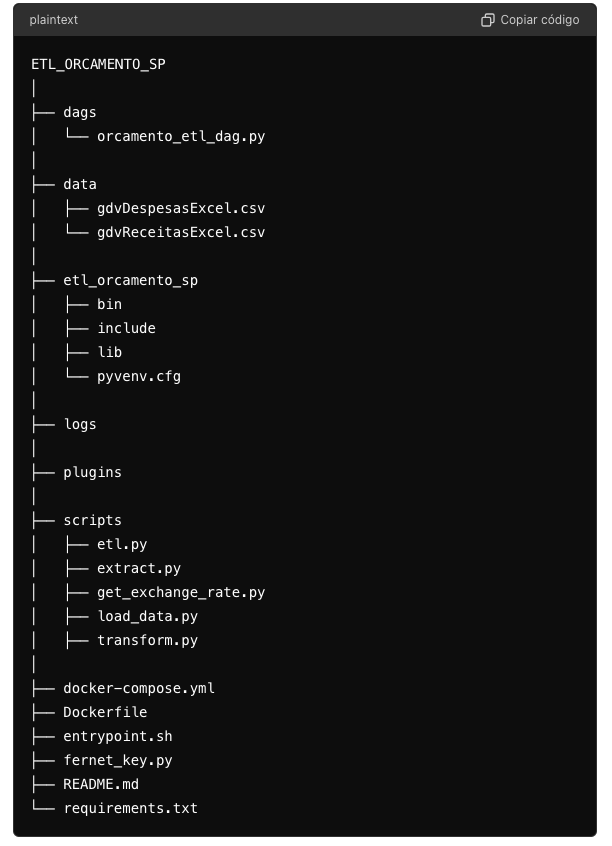 plaintext Copiar código
ETL_ORCAMENTO_SP
│
├── dags
│   └── orcamento_etl_dag.py
│
├── data
│   ├── gdvDespesasExcel.csv
│   └── gdvReceitasExcel.csv
│
├── etl_orcamento_sp
│   ├── bin
│   ├── include
│   ├── lib
│   └── pyvenv.cfg
│
├── logs
│
├── plugins
│
├── scripts
│   ├── etl.py
│   ├── extract.py
│   ├── get_exchange_rate.py
│   ├── load_data.py
│   ├── transform.py
│
├── docker-compose.yml
├── Dockerfile
├── entrypoint.sh
├── fernet_key.py
├── README.md
└── requirements.txt